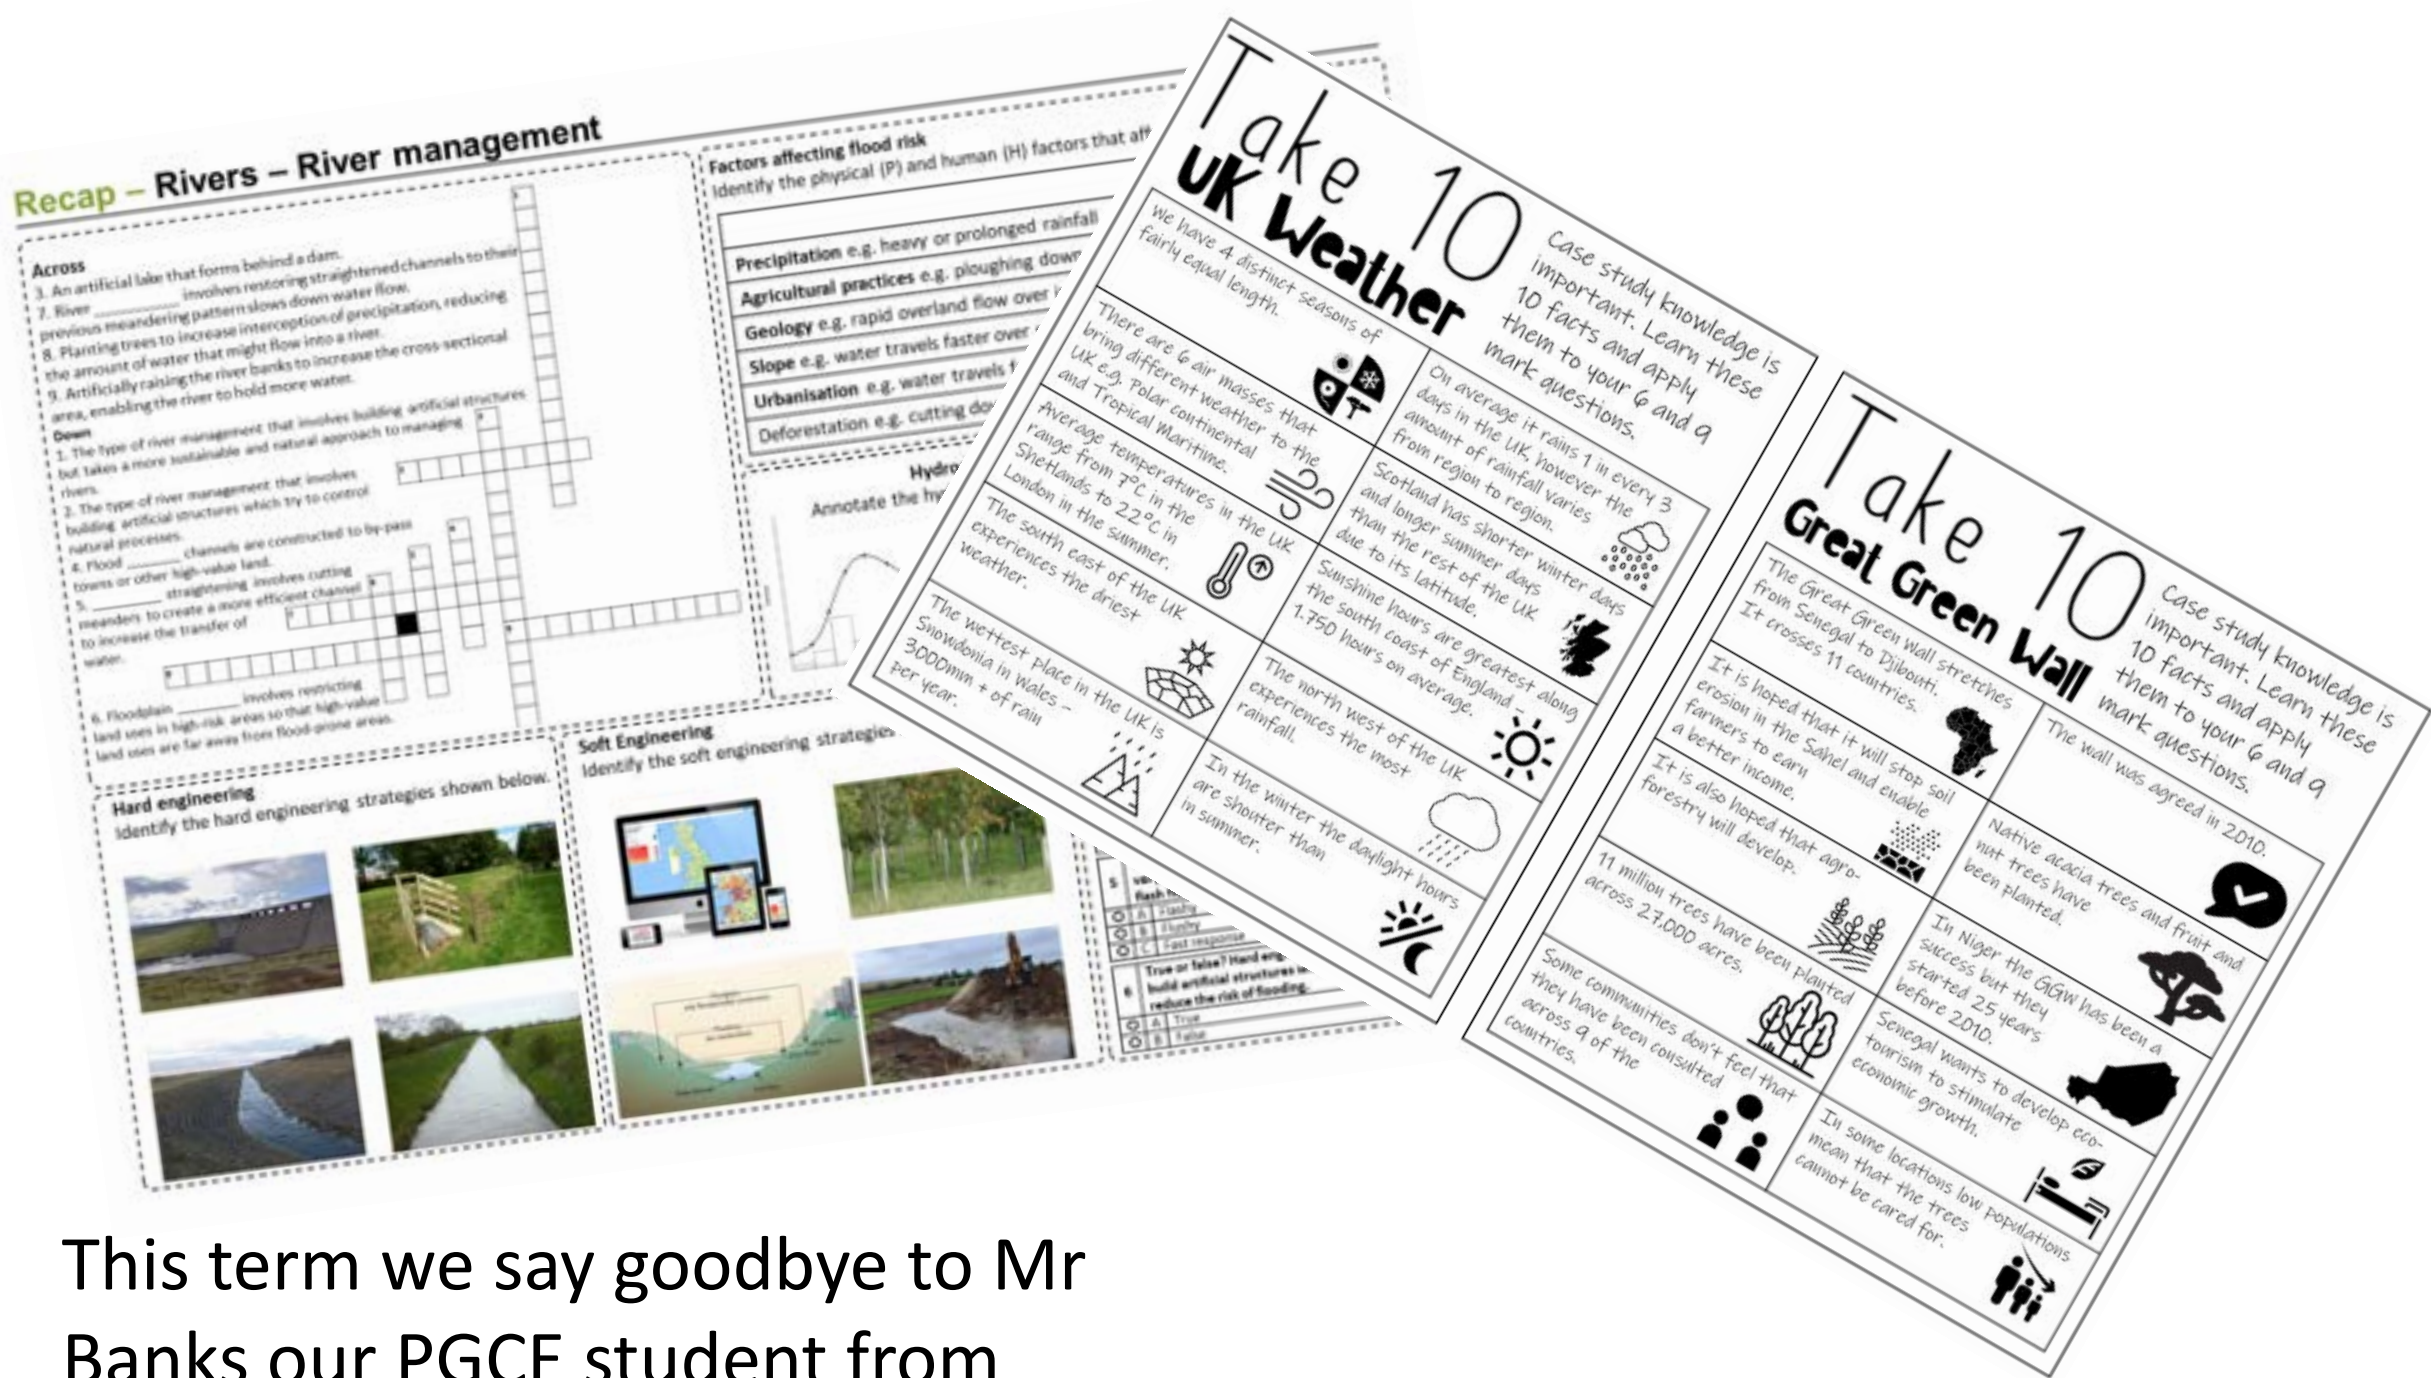 Recap – Rivers – River management
Across
3. An artificial lake that forms behind a dam.
7. River __________ involves restoring straightened channels to their
previous meandering pattern slows down water flow.
8. Planting trees to increase interception of precipitation, reducing
the amount of water that might flow into a river.
9. Artificially raising the river banks to increase the cross-sectional
area, enabling the river to hold more water.
Down
1. The type of river management that involves building artificial structures
but takes a more sustainable and natural approach to managing
rivers.
2. The type of river management that involves
building artificial structures which try to control
natural processes.
4. Flood ______ channels are constructed to by-pass
towns or other high-value land.
5. _________ straightening involves cutting
meanders to create a more efficient channel
to increase the transfer of
water.
6. Floodplain _______ involves restricting
land uses in high-risk areas so that high-value
land uses are far away from flood-prone areas.
Factors affecting flood risk
Identify the physical (P) and human (H) factors that aff
Precipitation e.g. heavy or prolonged rainfall
Agricultural practices e.g. ploughing down
Geology e.g. rapid overland flow over
Slope e.g. water travels faster over
Urbanisation e.g. water travels f
Deforestation e.g. cutting do
Hydro
Annotate the hy
Hard engineering
Identify the hard engineering strategies shown below.
Soft Engineering
Identify the soft engineering strategies
5
flash
A Flashy
B Flushy
C Fast response
6
True or false? Hard eng
build artificial structures
reduce the risk of flooding.
A True
B False
Take 10
UK Weather
Case study knowledge is
important. Learn these
10 facts and apply
them to your 6 and 9
mark questions.
We have 4 distinct seasons of
fairly equal length.
On average it rains 1 in every 3
days in the UK, however the
amount of rainfall varies
from region to region.
There are 6 air masses that
bring different weather to the
UK e.g. Polar continental
and Tropical Maritime.
Scotland has shorter winter days
and longer summer days
than the rest of the UK
due to its latitude.
Average temperatures in the UK
range from 7°C in the
Shetlands to 22°C in
London in the summer.
Sunshine hours are greatest along
the south coast of England –
1.750 hours on average.
The south east of the UK
experiences the driest
weather.
The north west of the UK
experiences the most
rainfall.
The wettest place in the UK is
Snowdonia in Wales –
3000mm + of rain
per year.
In the winter the daylight hours
are shouter than
in summer.
Take 10
Great Green Wall
Case study knowledge is
important. Learn these
10 facts and apply
them to your 6 and 9
mark questions.
The Great Green wall stretches
from Senegal to Djibouti.
It crosses 11 countries.
The wall was agreed in 2010.
It is hoped that it will stop soil
erosion in the Sahel and enable
farmers to earn
a better income.
Native acacia trees and fruit and
nut trees have
been planted.
It is also hoped that agro-
forestry will develop.
In Niger the GGW has been a
success but they
started 25 years
before 2010.
11 million trees have been planted
across 27,000 acres.
Senegal wants to develop eco-
tourism to stimulate
economic growth.
Some communities don't feel that
they have been consulted
across 9 of the
countries.
In some locations low populations
mean that the trees
cannot be cared for.
This term we say goodbye to Mr
Banks our PGCE student from